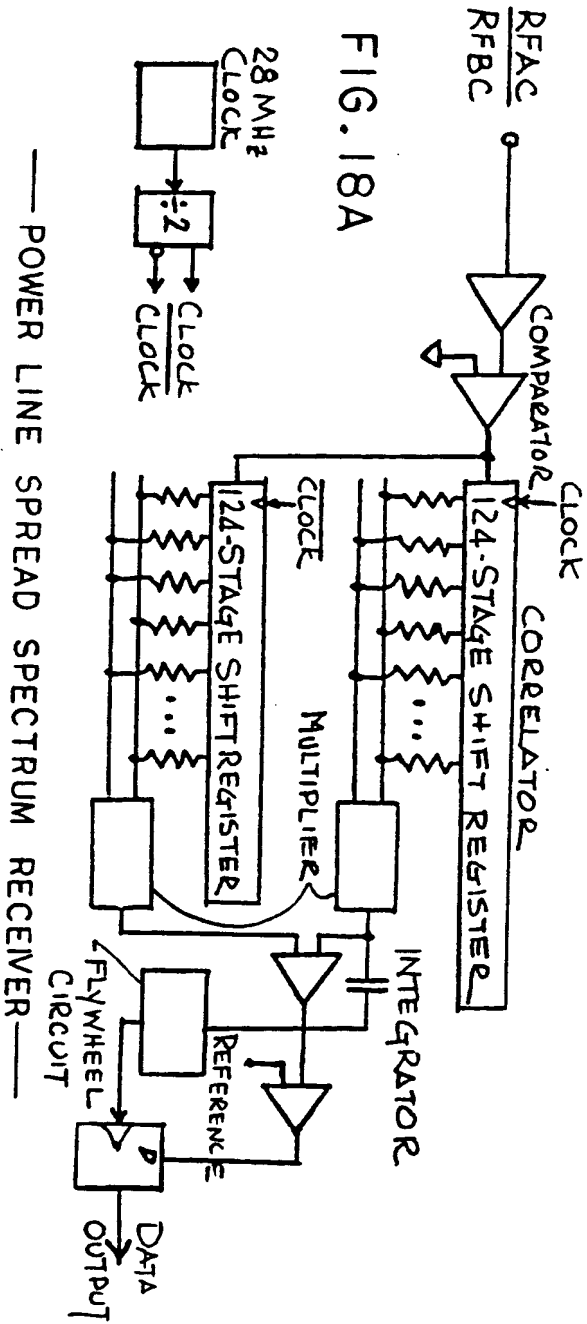 RFAC
RFBC
COMPARATOR
CLOCK
CORRELATOR
124-STAGE SHIFT REGISTER
...
FIG. 18A
CLOCK
124-STAGE SHIFT REGISTER
...
MULTIPLIER
INTEGRATOR
REFERENCE
FLYWHEEL
CIRCUIT
D
DATA
OUTPUT
28 MHz
CLOCK
÷2
CLOCK
CLOCK
— POWER LINE SPREAD SPECTRUM RECEIVER —